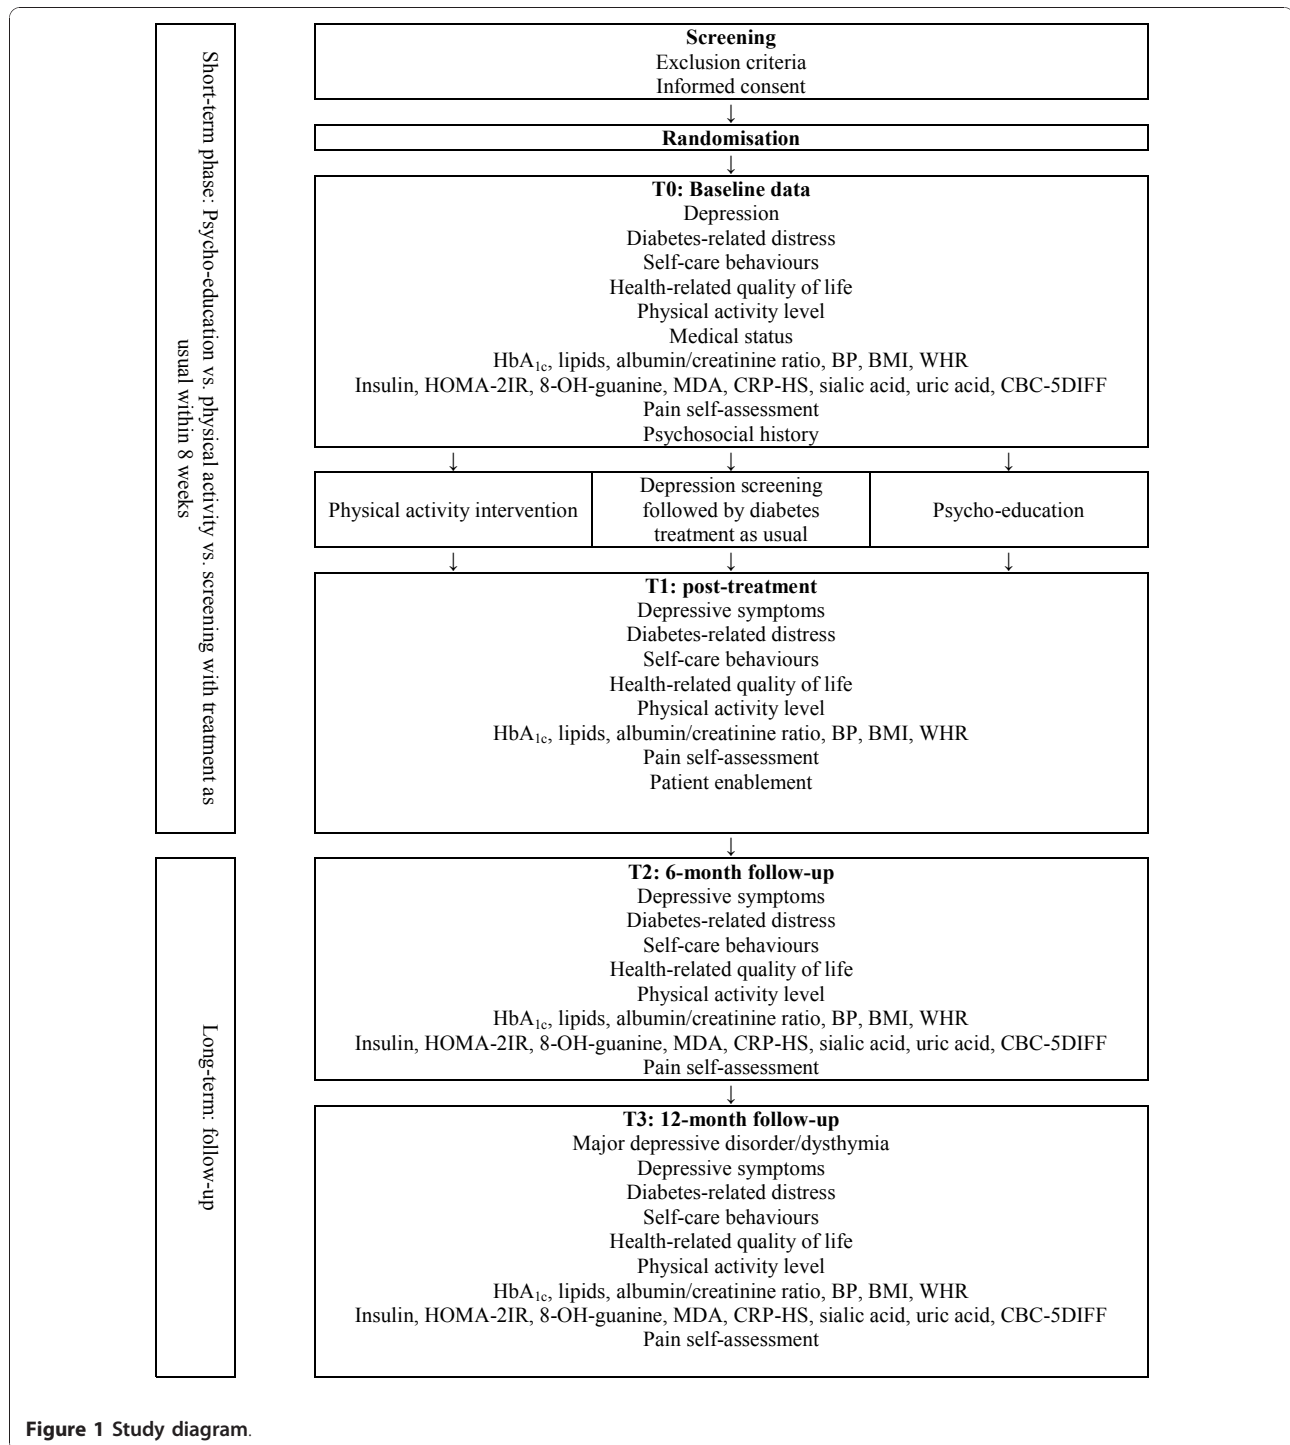 Short-term phase: Psycho-education vs. physical activity vs. screening with treatment as
usual within 8 weeks
Screening
Exclusion criteria
Informed consent
↓
Randomisation
↓
T0: Baseline data
Depression
Diabetes-related distress
Self-care behaviours
Health-related quality of life
Physical activity level
Medical status
HbA1c, lipids, albumin/creatinine ratio, BP, BMI, WHR
Insulin, HOMA-2IR, 8-OH-guanine, MDA, CRP-HS, sialic acid, uric acid, CBC-5DIFF
Pain self-assessment
Psychosocial history
↓ ↓ ↓
Physical activity intervention
Depression screening
followed by diabetes
treatment as usual
Psycho-education
↓ ↓ ↓
T1: post-treatment
Depressive symptoms
Diabetes-related distress
Self-care behaviours
Health-related quality of life
Physical activity level
HbA1c, lipids, albumin/creatinine ratio, BP, BMI, WHR
Pain self-assessment
Patient enablement
↓
Long-term: follow-up
T2: 6-month follow-up
Depressive symptoms
Diabetes-related distress
Self-care behaviours
Health-related quality of life
Physical activity level
HbA1c, lipids, albumin/creatinine ratio, BP, BMI, WHR
Insulin, HOMA-2IR, 8-OH-guanine, MDA, CRP-HS, sialic acid, uric acid, CBC-5DIFF
Pain self-assessment
↓
T3: 12-month follow-up
Major depressive disorder/dysthymia
Depressive symptoms
Diabetes-related distress
Self-care behaviours
Health-related quality of life
Physical activity level
HbA1c, lipids, albumin/creatinine ratio, BP, BMI, WHR
Insulin, HOMA-2IR, 8-OH-guanine, MDA, CRP-HS, sialic acid, uric acid, CBC-5DIFF
Pain self-assessment
Figure 1 Study diagram.